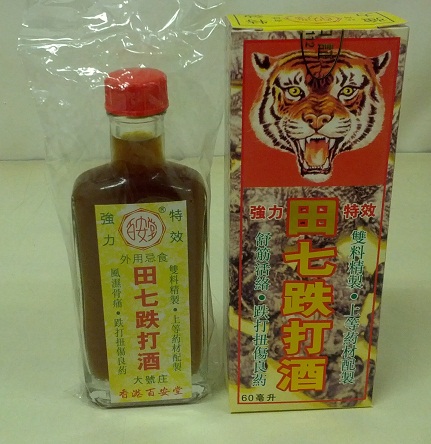 百安堂
®
強力
特效
外用忌食
雙料精製•上等药材配製
田七跌打酒
風濕骨痛•跌打扭傷良药
大號庄
香港百安堂
強力
特效
雙料精製•上等药材配製
田七跌打酒
舒筋活絡•跌打扭傷良药
60毫升